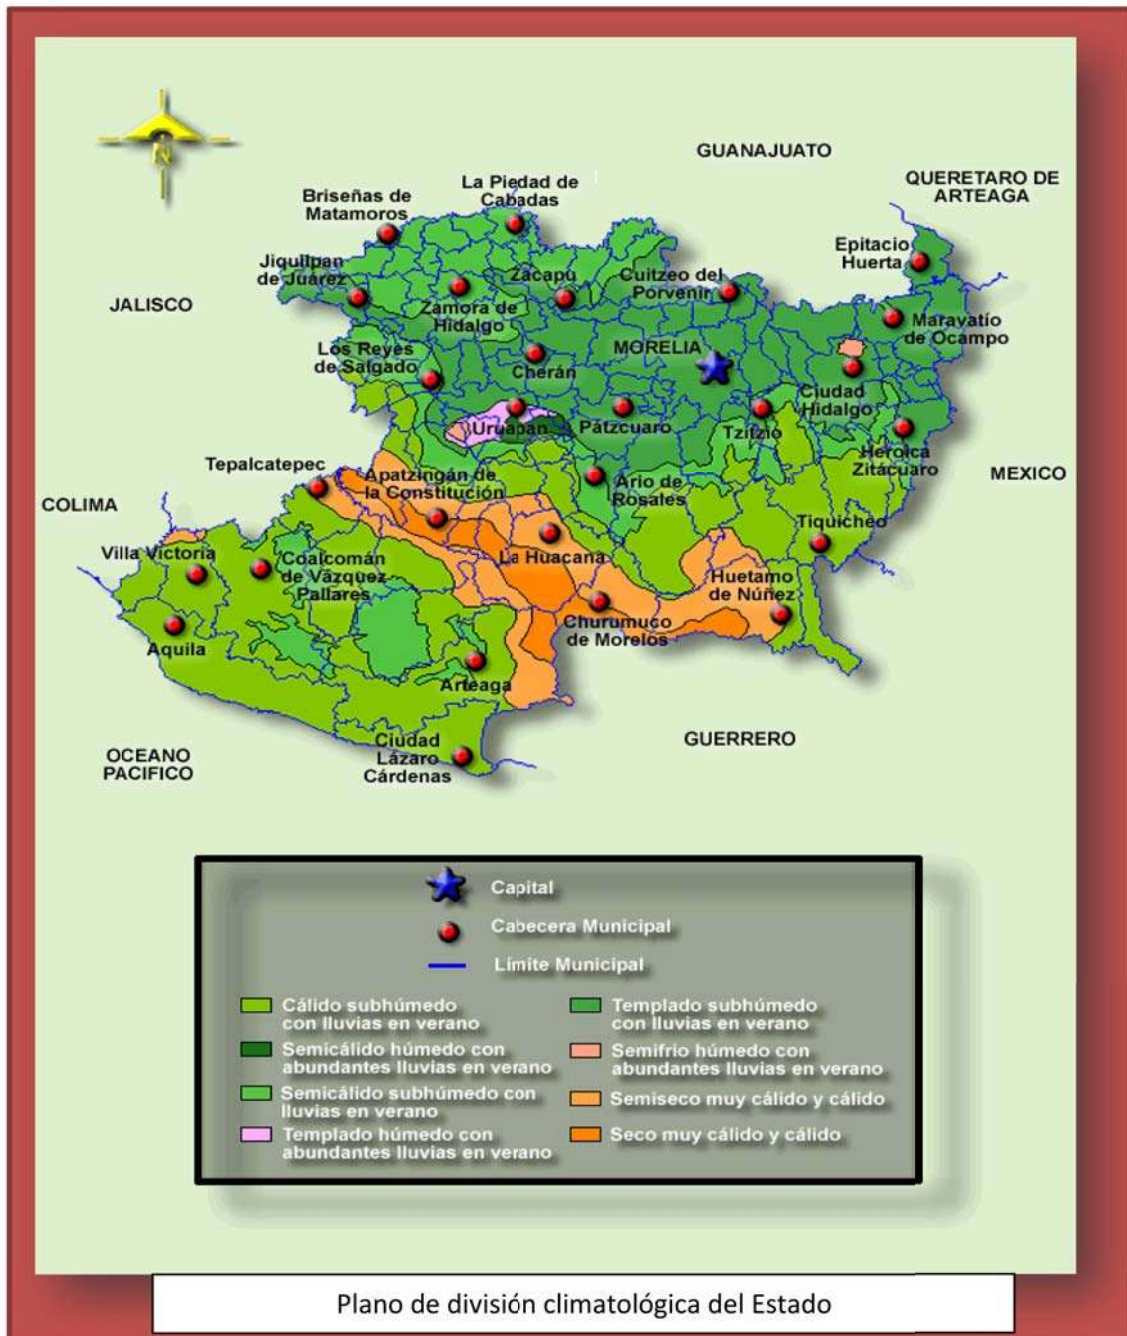 GUANAJUATO
QUERETARO DE
ARTEAGA
La Piedad de
Cabadas
Briseñas de
Matamoros
Epitacio
Huerta
Jiquilpan
de Juárez
Zacapu
Cuitzeo del
Porvenir
JALISCO
Zamora de
Hidalgo
Maravatío
de Ocampo
Los Reyes
de Salgado
MORELIA
Cherán
Ciudad
Hidalgo
Uruapan
Pátzcuaro
Tzitzio
Heroica
Zitácuaro
Tepalcatepec
Apatzingán de
la Constitución
Ario de
Rosales
MEXICO
COLIMA
Tiquicheo
Villa Victoria
Coalcomán
de Vázquez
Pallares
La Huacana
Huetamo
de Núñez
Churumuco
de Morelos
Aquila
Arteaga
OCEANO
PACIFICO
Ciudad
Lázaro
Cárdenas
GUERRERO
N
Capital
Cabecera Municipal
Límite Municipal
Cálido subhúmedo
con lluvias en verano
Semicálido húmedo con
abundantes lluvias en verano
Semicálido subhúmedo con
lluvias en verano
Templado húmedo con
abundantes lluvias en verano
Templado subhúmedo
con lluvias en verano
Semifrio húmedo con
abundantes lluvias en verano
Semiseco muy cálido y cálido
Seco muy cálido y cálido
Plano de división climatológica del Estado